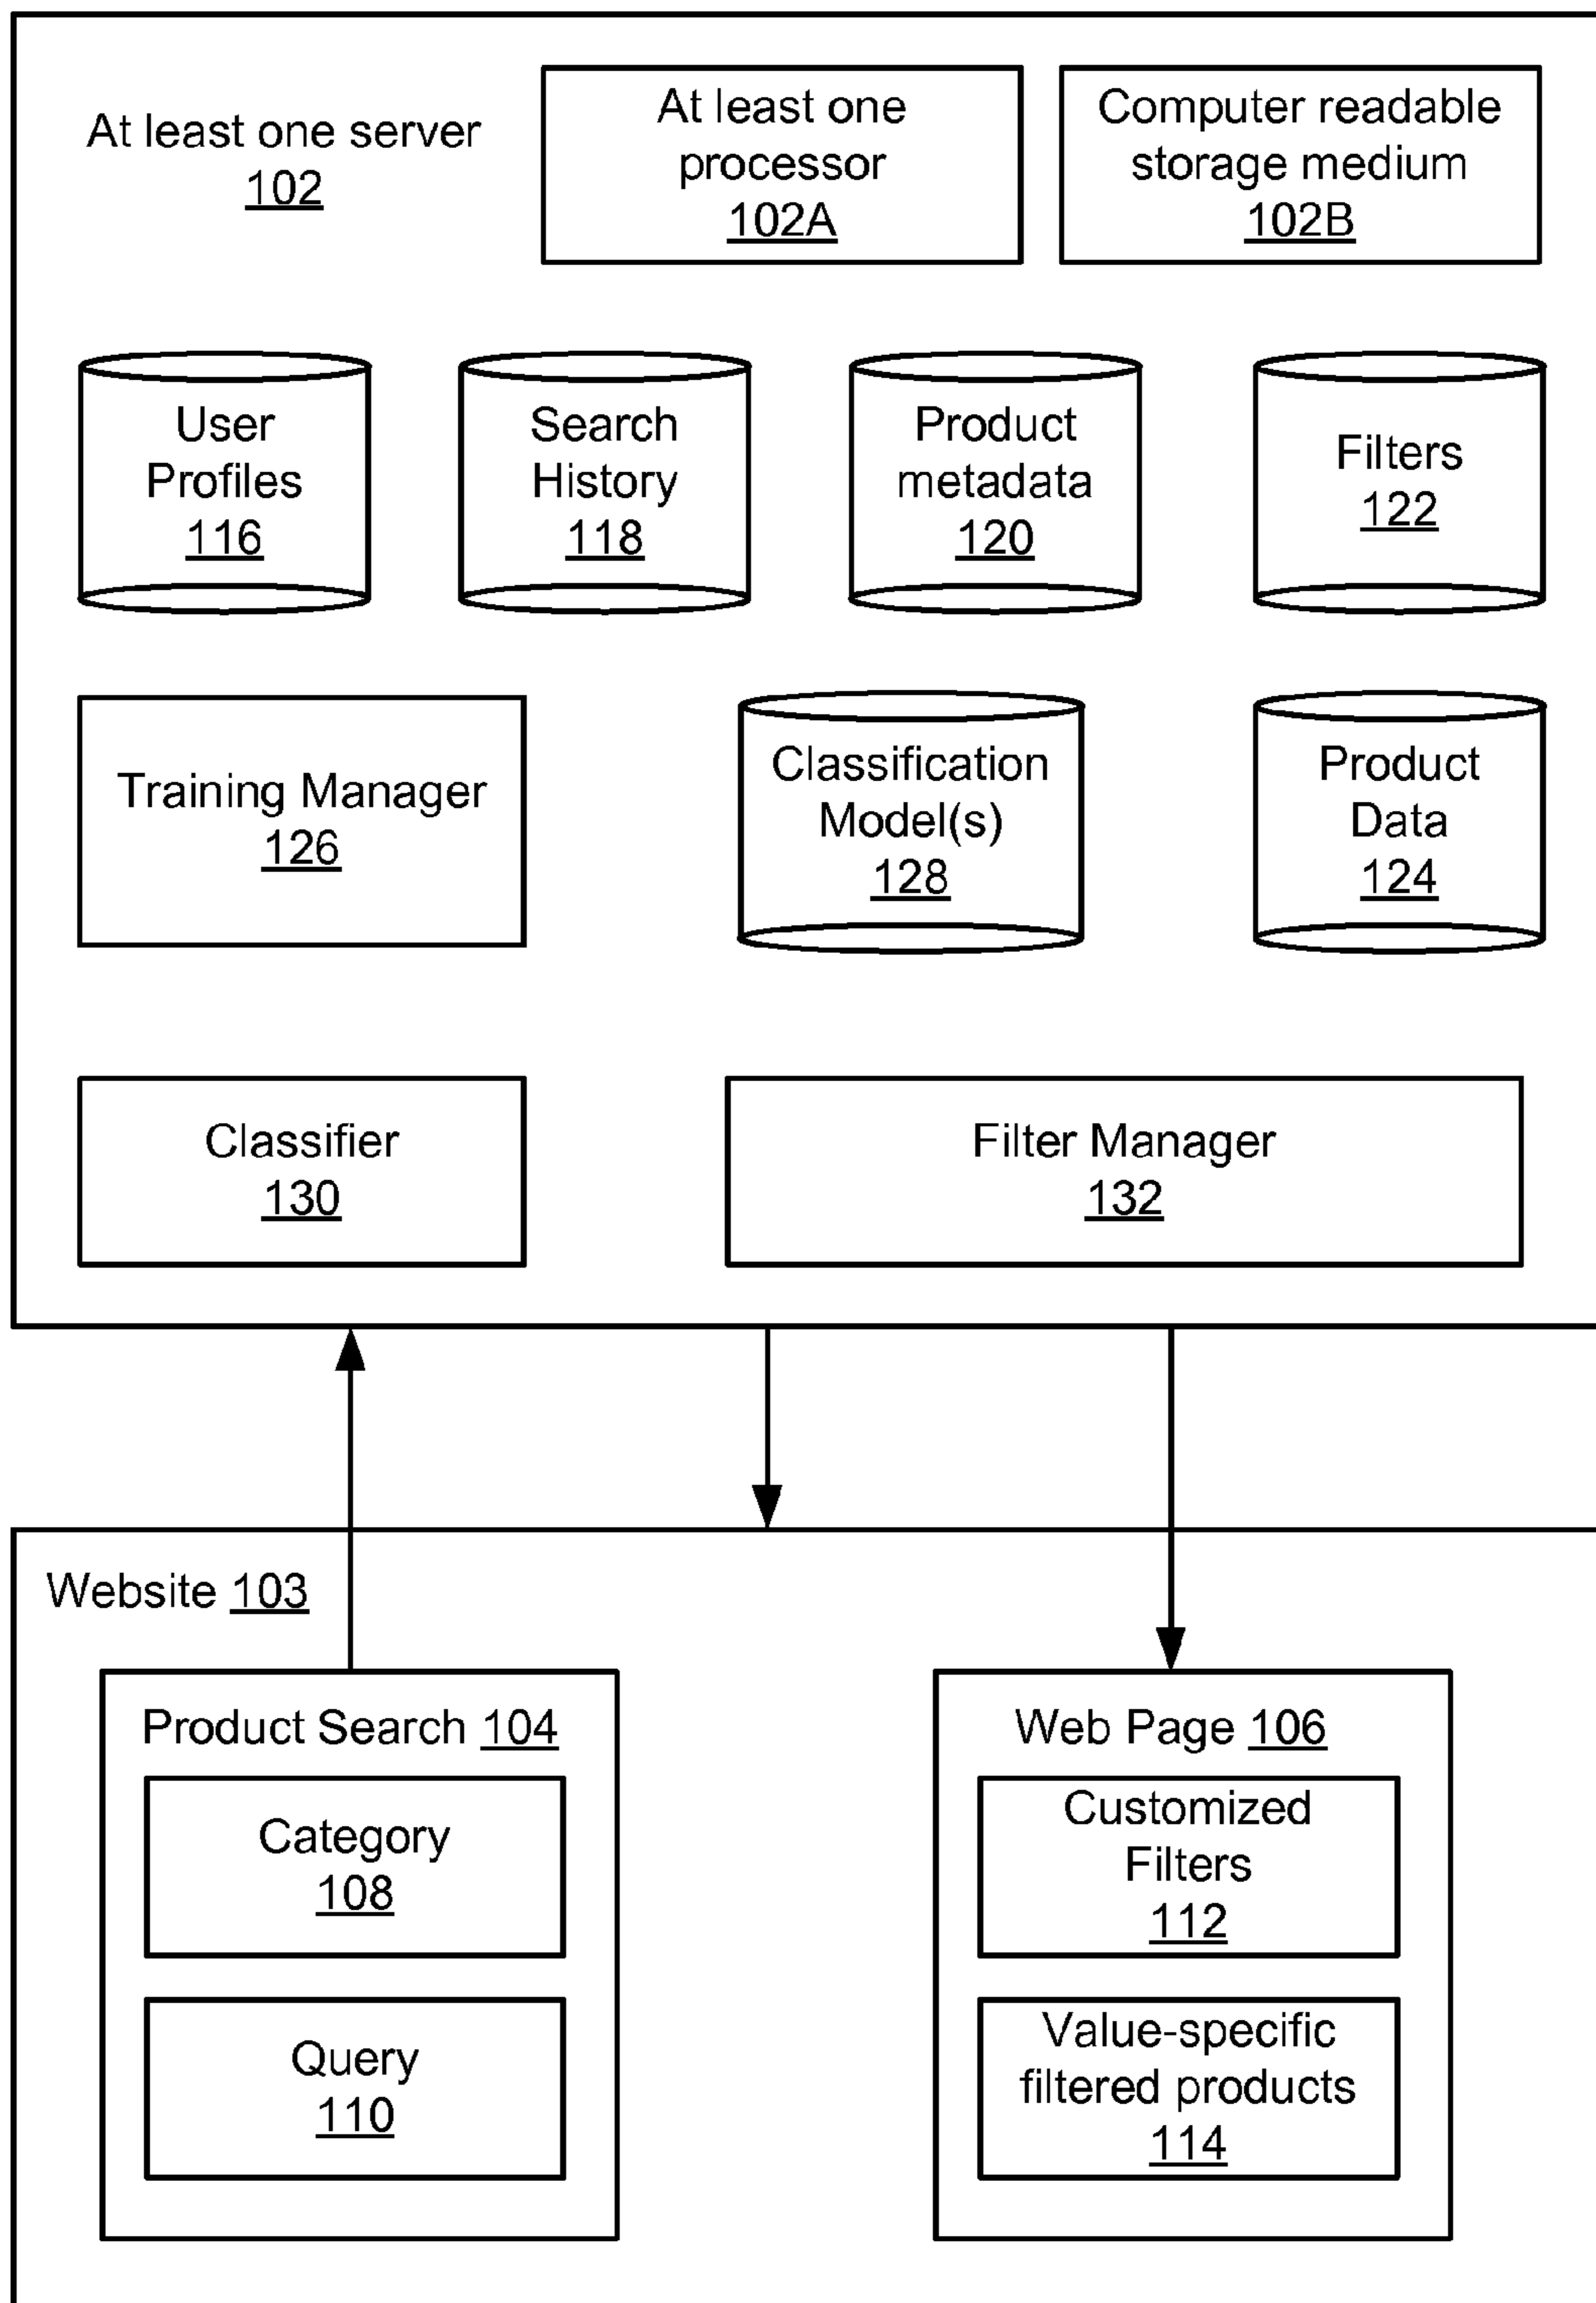 At least one server
102
At least one
processor
102A
Computer readable
storage medium
102B
User
Profiles
116
Search
History
118
Product
metadata
120
Filters
122
Training Manager
126
Classification
Model(s)
128
Product
Data
124
Classifier
130
Filter Manager
132
Website 103
Product Search 104
Category
108
Query
110
Web Page 106
Customized
Filters
112
Value-specific
filtered products
114